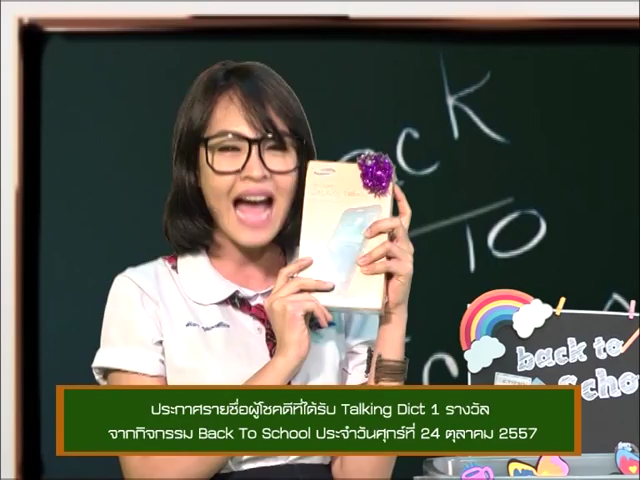 ck
10
back to
Scho
ประกาศรายชื่อผู้โชคดีที่ได้รับ Talking Dict 1 รางวัล
จากกิจกรรม Back To School ประจำวันศุกร์ที่ 24 ตุลาคม 2557